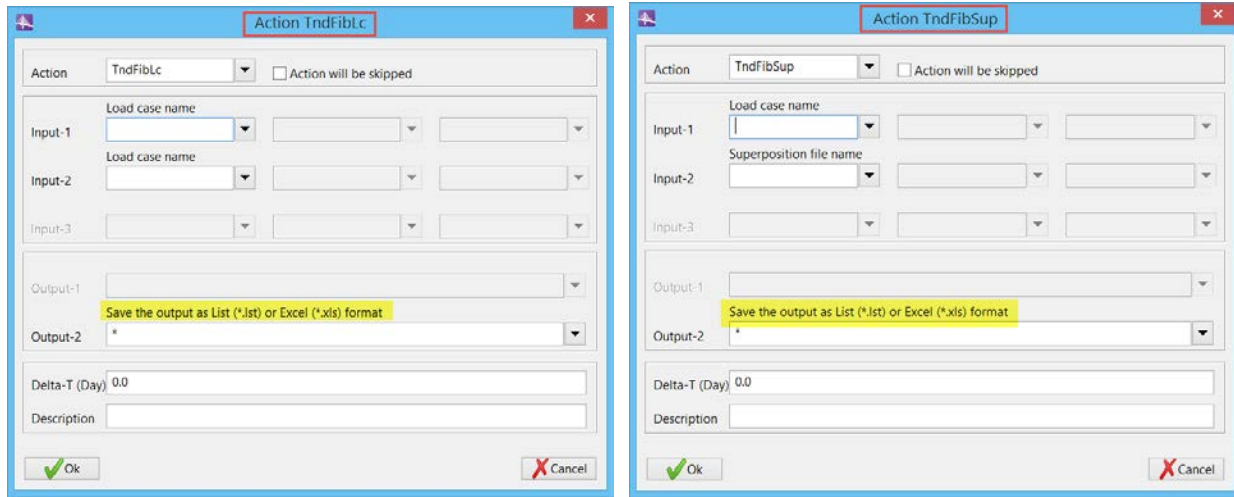 Action TndFibLc
Action TndFibLc Action will be skipped
Load case name
Input-1
Load case name
Input-2
Input-3
Output-1
Save the output as List (*.lst) or Excel (*.xls) format
Output-2 *
Delta-T (Day) 0.0
Description
Ok Cancel
Action TndFibSup
Action TndFibSup Action will be skipped
Load case name
Input-1
Superposition file name
Input-2
Input-3
Output-1
Save the output as List (*.lst) or Excel (*.xls) format
Output-2 *
Delta-T (Day) 0.0
Description
Ok Cancel